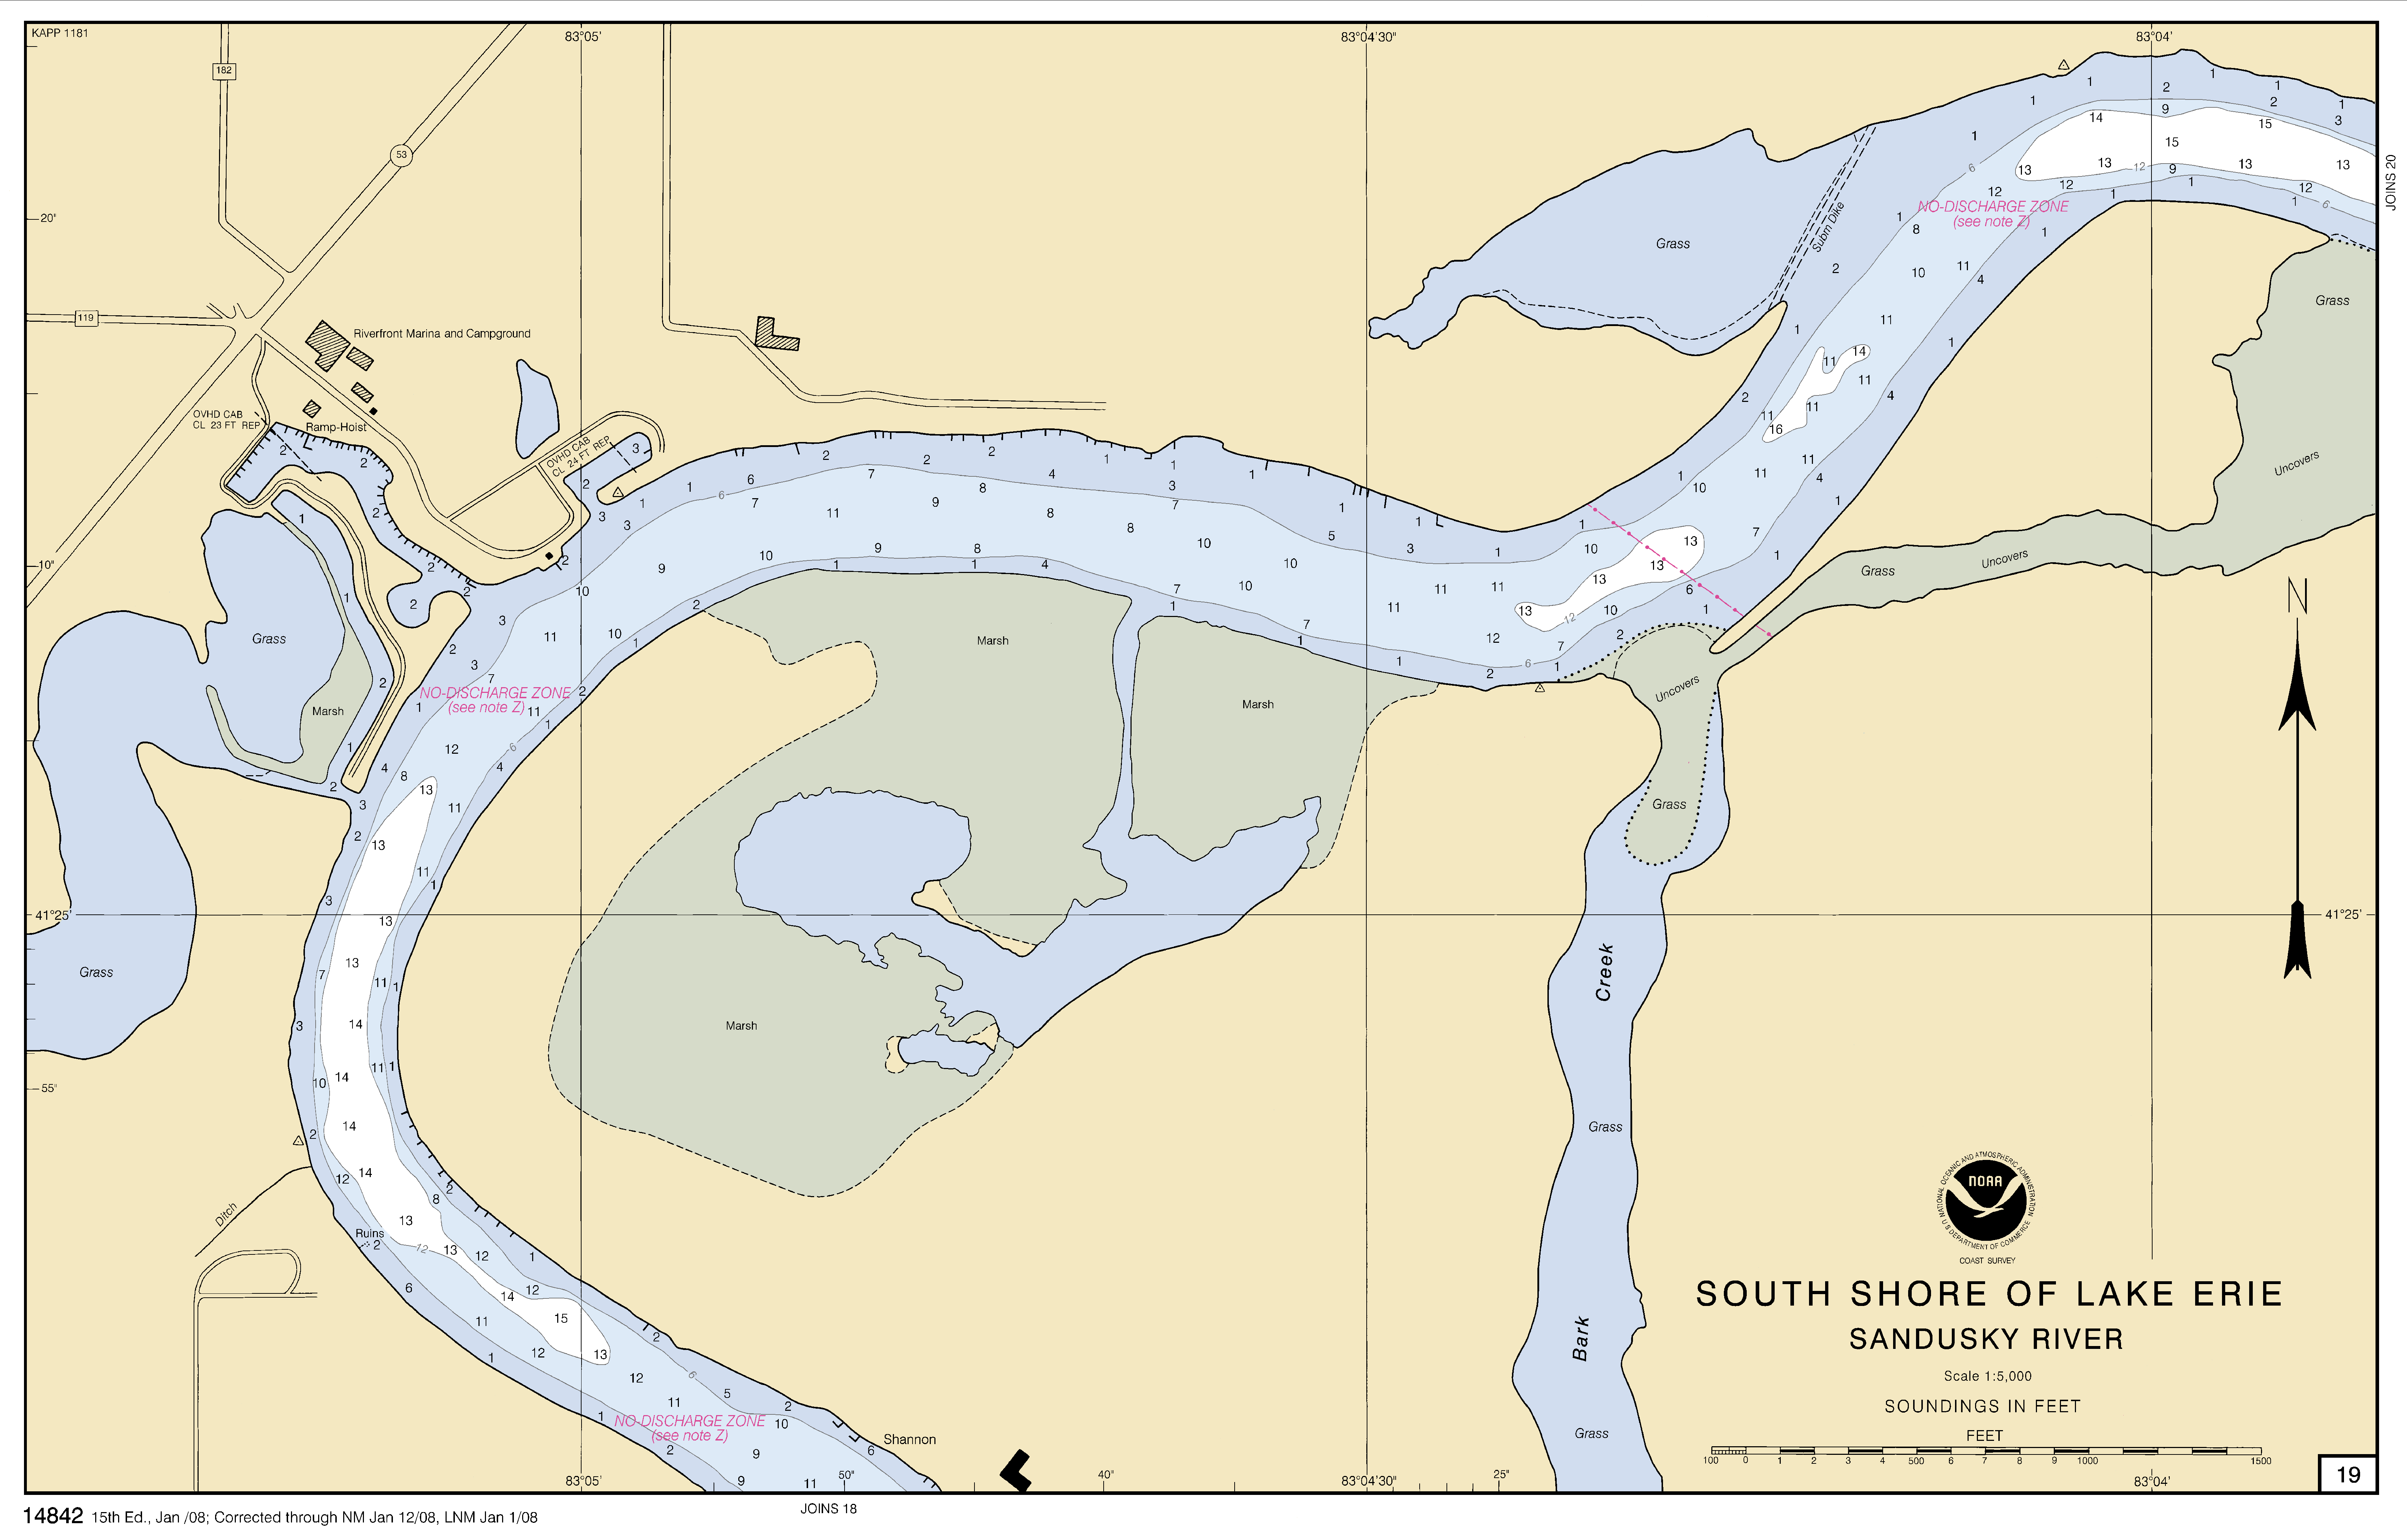 KAPP 1181
83°05'
83°04'30"
83°04'
182
53
JOINS 20
20"
119
Riverfront Marina and Campground
OVHD CAB
CL 23 FT REP
Ramp-Hoist
OVHD CAB
CL 24 FT REP
Grass
Subm Dike
NO-DISCHARGE ZONE
(see note Z)
Grass
Uncovers
10"
Grass
Uncovers
N
Grass
Marsh
Marsh
Marsh
Uncovers
NO-DISCHARGE ZONE
(see note Z)
Grass
41°25'
41°25'
Grass
Creek
Marsh
55"
Grass
Ditch
Ruins
NATIONAL OCEANIC AND ATMOSPHERIC ADMINISTRATION
U S DEPARTMENT OF COMMERCE
NOAA
COAST SURVEY
SOUTH SHORE OF LAKE ERIE
SANDUSKY RIVER
Scale 1:5,000
SOUNDINGS IN FEET
FEET
100 0 1 2 3 4 500 6 7 8 9 1000 1500
Bark
Grass
NO-DISCHARGE ZONE
(see note Z)
Shannon
83°05'
50"
40"
83°04'30"
25"
83°04'
19
JOINS 18
14842 15th Ed., Jan /08; Corrected through NM Jan 12/08, LNM Jan 1/08